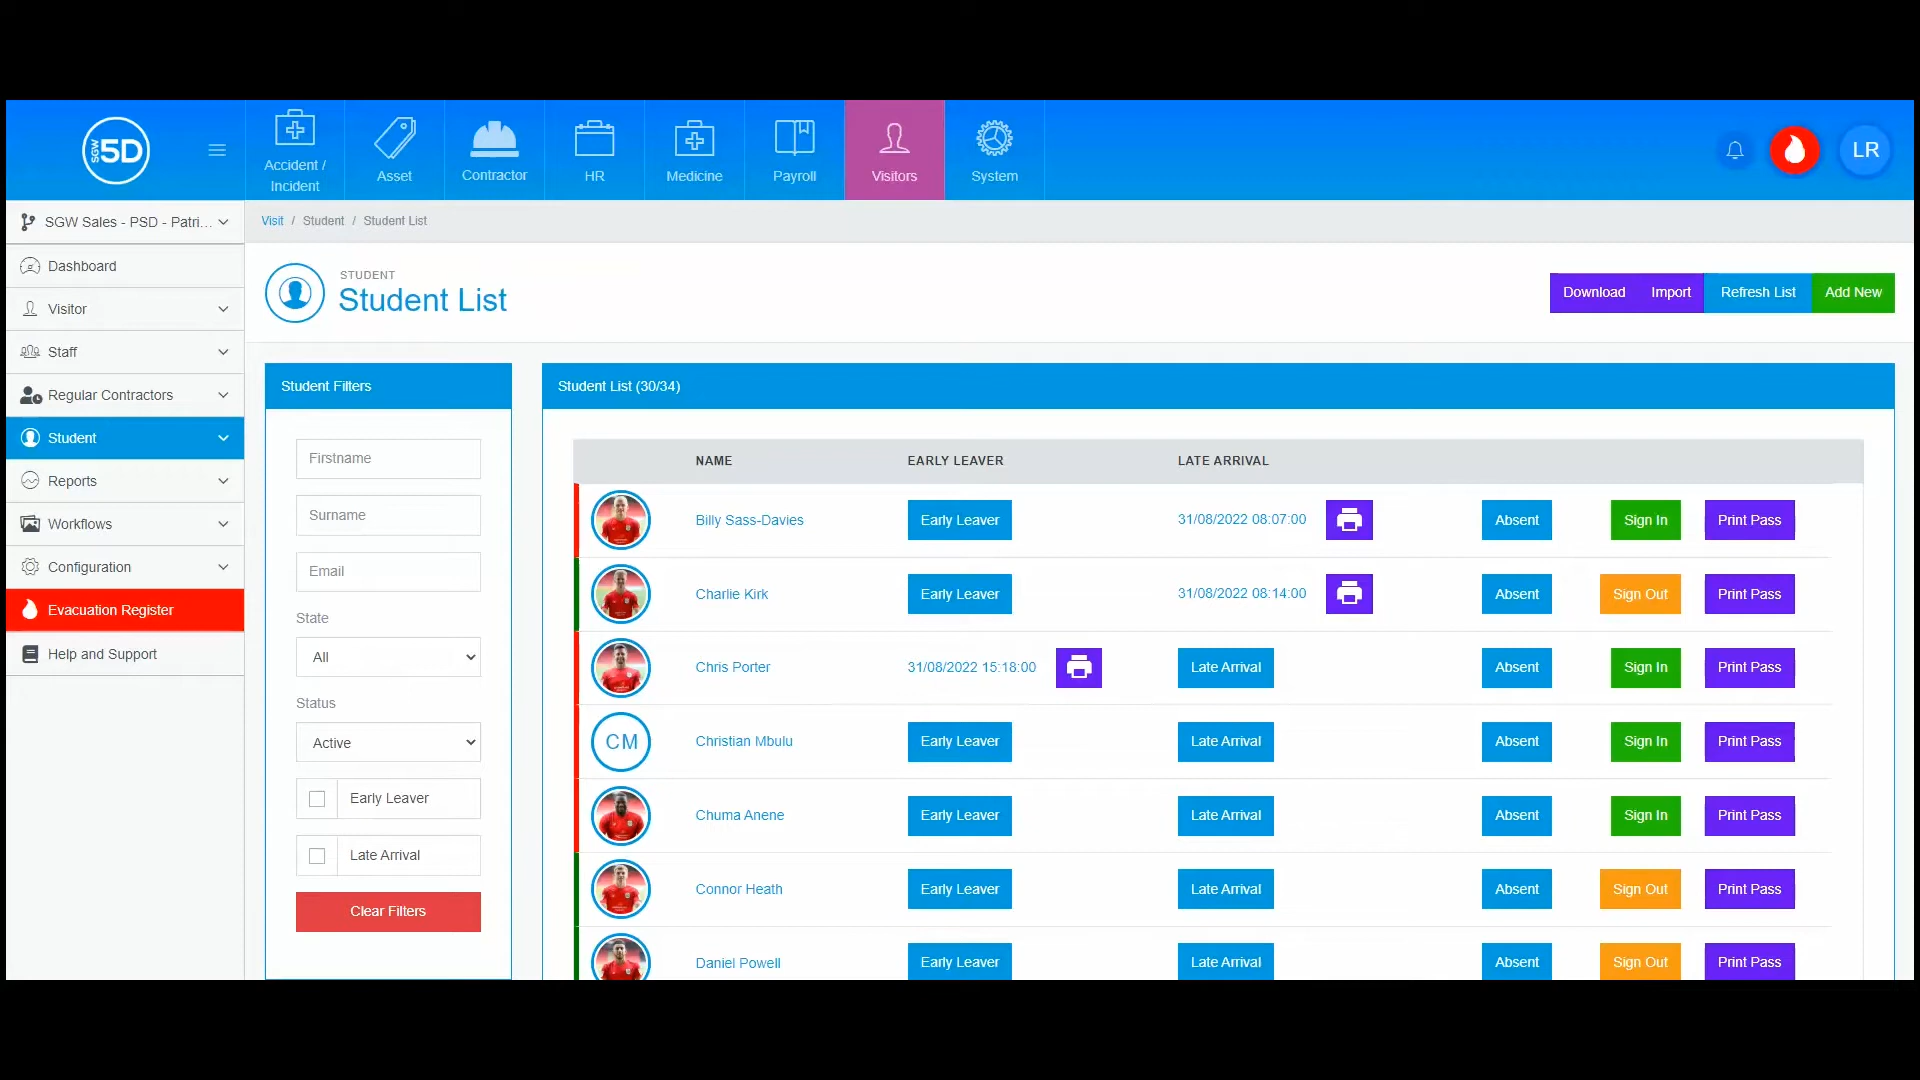 SGW 5D
Accident /
Incident
Asset
Contractor
HR
Medicine
Payroll
Visitors
System
LR
SGW Sales - PSD - Patri...
Visit / Student / Student List
Dashboard
Visitor
Staff
Regular Contractors
Student
Reports
Workflows
Configuration
Evacuation Register
Help and Support
STUDENT
Student List
Download Import Refresh List Add New
Student Filters
Firstname
Surname
Email
State
All
Status
Active
Early Leaver
Late Arrival
Clear Filters
Student List (30/34)
NAME EARLY LEAVER LATE ARRIVAL
Billy Sass-Davies Early Leaver 31/08/2022 08:07:00 Absent Sign In Print Pass
Charlie Kirk Early Leaver 31/08/2022 08:14:00 Absent Sign Out Print Pass
Chris Porter 31/08/2022 15:18:00 Late Arrival Absent Sign In Print Pass
CM Christian Mbulu Early Leaver Late Arrival Absent Sign In Print Pass
Chuma Anene Early Leaver Late Arrival Absent Sign In Print Pass
Connor Heath Early Leaver Late Arrival Absent Sign Out Print Pass
Daniel Powell Early Leaver Late Arrival Absent Sign Out Print Pass